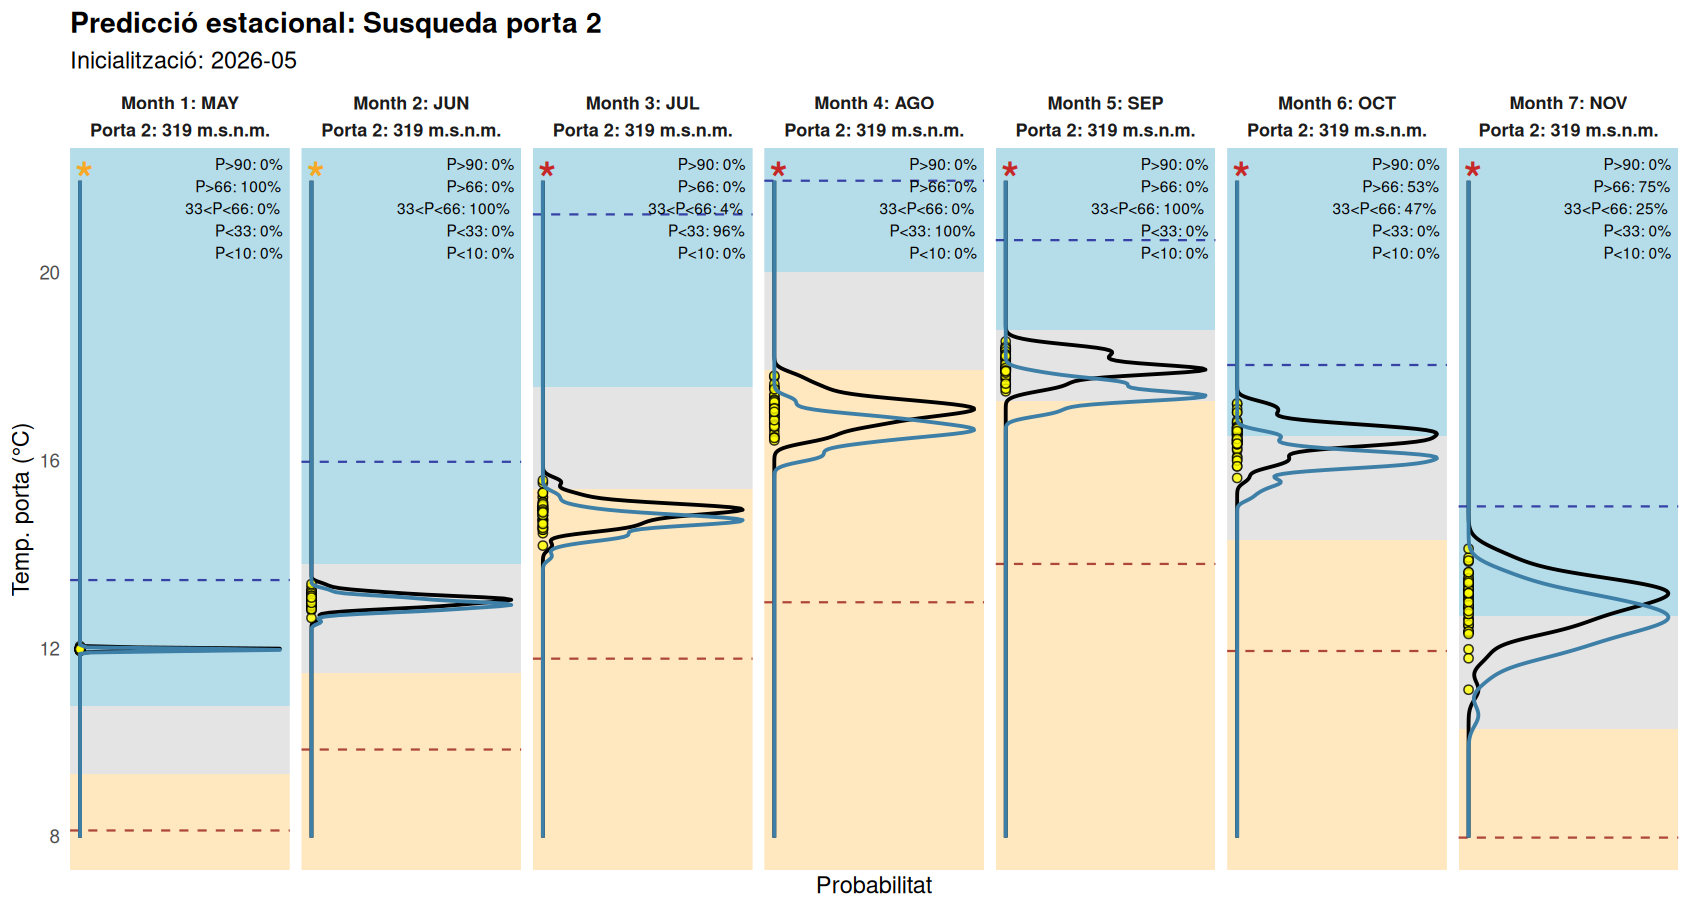 Predicció estacional: Susqueda porta 2
Inicialització: 2026-05
Month 1: MAY
Porta 2: 319 m.s.n.m.
Month 2: JUN
Porta 2: 319 m.s.n.m.
Month 3: JUL
Porta 2: 319 m.s.n.m.
Month 4: AGO
Porta 2: 319 m.s.n.m.
Month 5: SEP
Porta 2: 319 m.s.n.m.
Month 6: OCT
Porta 2: 319 m.s.n.m.
Month 7: NOV
Porta 2: 319 m.s.n.m.
*
P>90: 0%
P>66: 100%
33<P<66: 0%
P<33: 0%
P<10: 0%
*
P>90: 0%
P>66: 0%
33<P<66: 100%
P<33: 0%
P<10: 0%
*
P>90: 0%
P>66: 0%
33<P<66: 4%
P<33: 96%
P<10: 0%
*
P>90: 0%
P>66: 0%
33<P<66: 0%
P<33: 100%
P<10: 0%
*
P>90: 0%
P>66: 0%
33<P<66: 100%
P<33: 0%
P<10: 0%
*
P>90: 0%
P>66: 53%
33<P<66: 47%
P<33: 0%
P<10: 0%
*
P>90: 0%
P>66: 75%
33<P<66: 25%
P<33: 0%
P<10: 0%
20
16
12
8
Temp. porta (°C)
Probabilitat